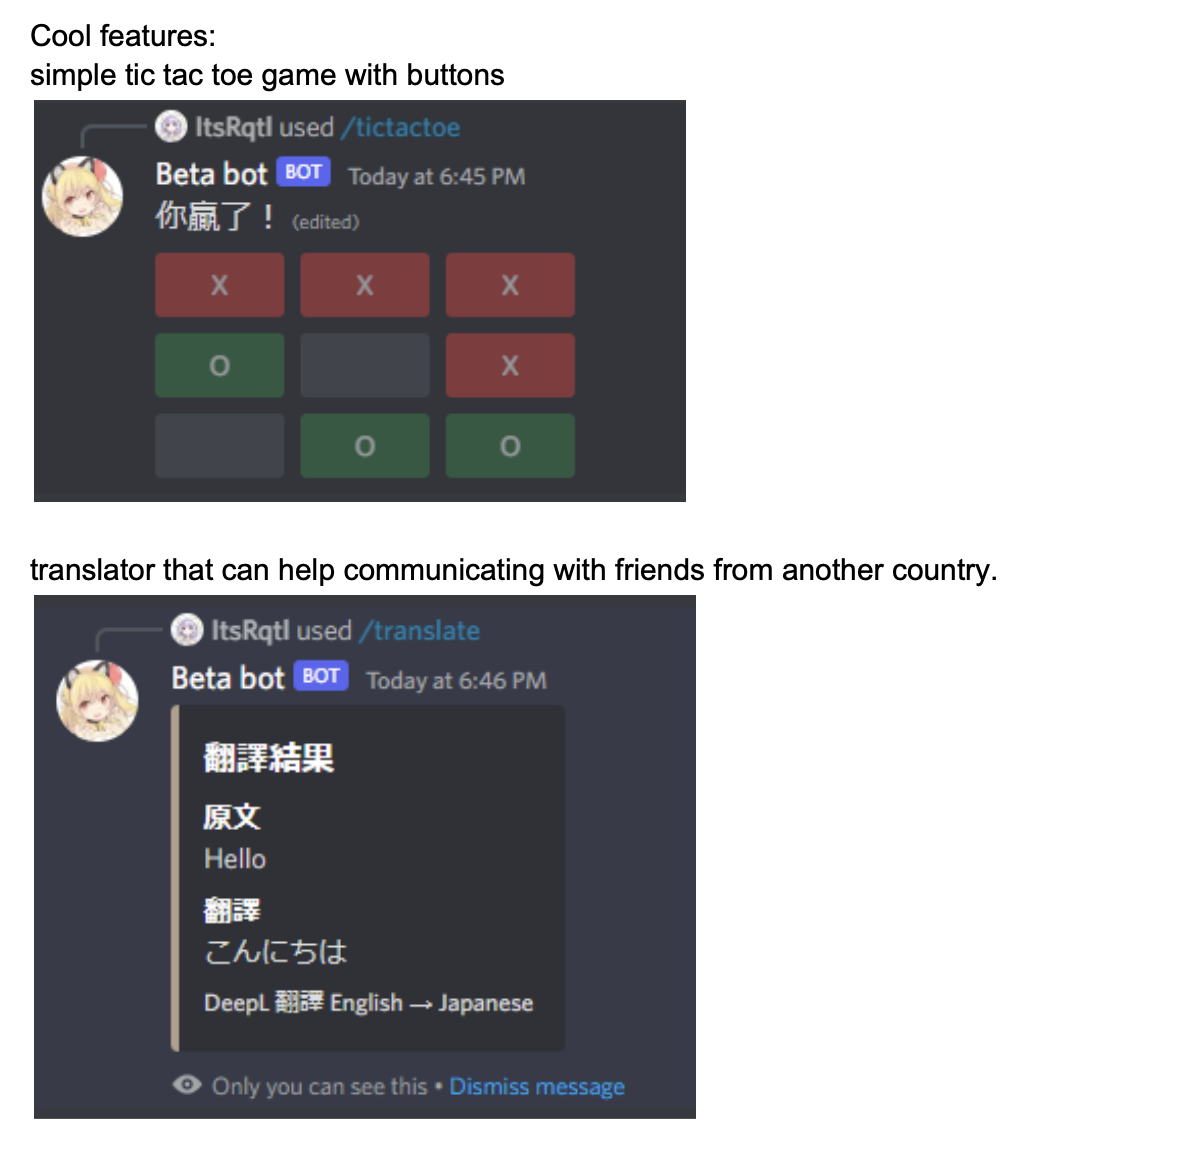 Cool features:
simple tic tac toe game with buttons
ItsRqtl used /tictactoe
Beta bot BOT Today at 6:45 PM
你贏了！ (edited)
X X X
O X
O O
translator that can help communicating with friends from another country.
ItsRqtl used /translate
Beta bot BOT Today at 6:46 PM
翻譯結果
原文
Hello
翻譯
こんにちは
DeepL 翻譯 English → Japanese
Only you can see this • Dismiss message